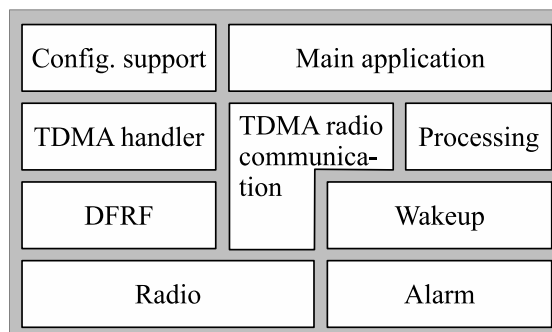 Config. support
Main application
TDMA handler
TDMA radio
communica-
tion
Processing
DFRF
Wakeup
Radio
Alarm